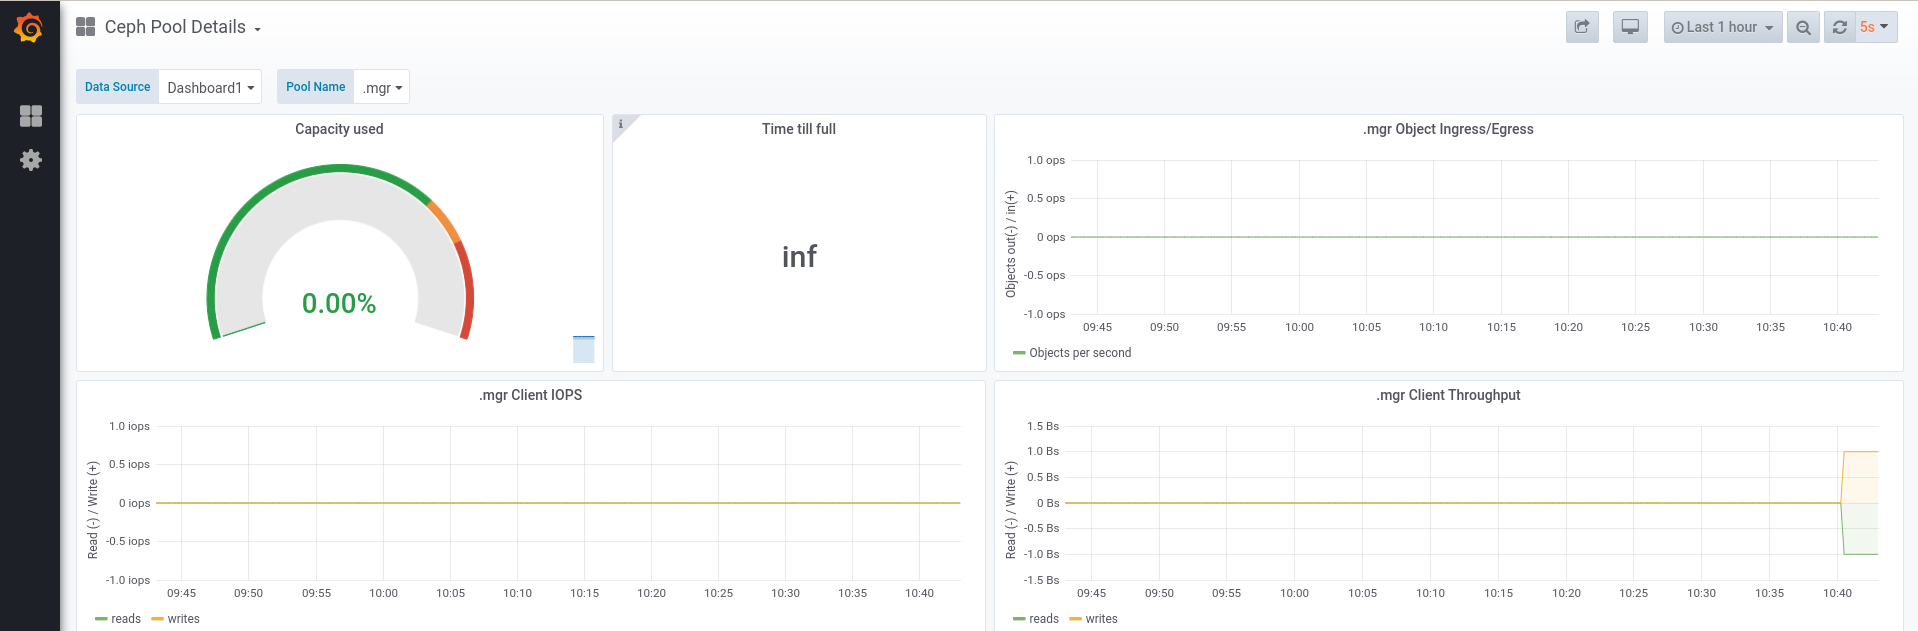 Ceph Pool Details
Last 1 hour
5s
Data Source Dashboard1 Pool Name .mgr
Capacity used
0.00%
i
Time till full
inf
.mgr Object Ingress/Egress
Objects out(-) / in(+)
1.0 ops
0.5 ops
0 ops
-0.5 ops
-1.0 ops
09:45 09:50 09:55 10:00 10:05 10:10 10:15 10:20 10:25 10:30 10:35 10:40
Objects per second
.mgr Client IOPS
Read (-) / Write (+)
1.0 iops
0.5 iops
0 iops
-0.5 iops
-1.0 iops
09:45 09:50 09:55 10:00 10:05 10:10 10:15 10:20 10:25 10:30 10:35 10:40
reads writes
.mgr Client Throughput
Read (-) / Write (+)
1.5 Bs
1.0 Bs
0.5 Bs
0 Bs
-0.5 Bs
-1.0 Bs
-1.5 Bs
09:45 09:50 09:55 10:00 10:05 10:10 10:15 10:20 10:25 10:30 10:35 10:40
reads writes